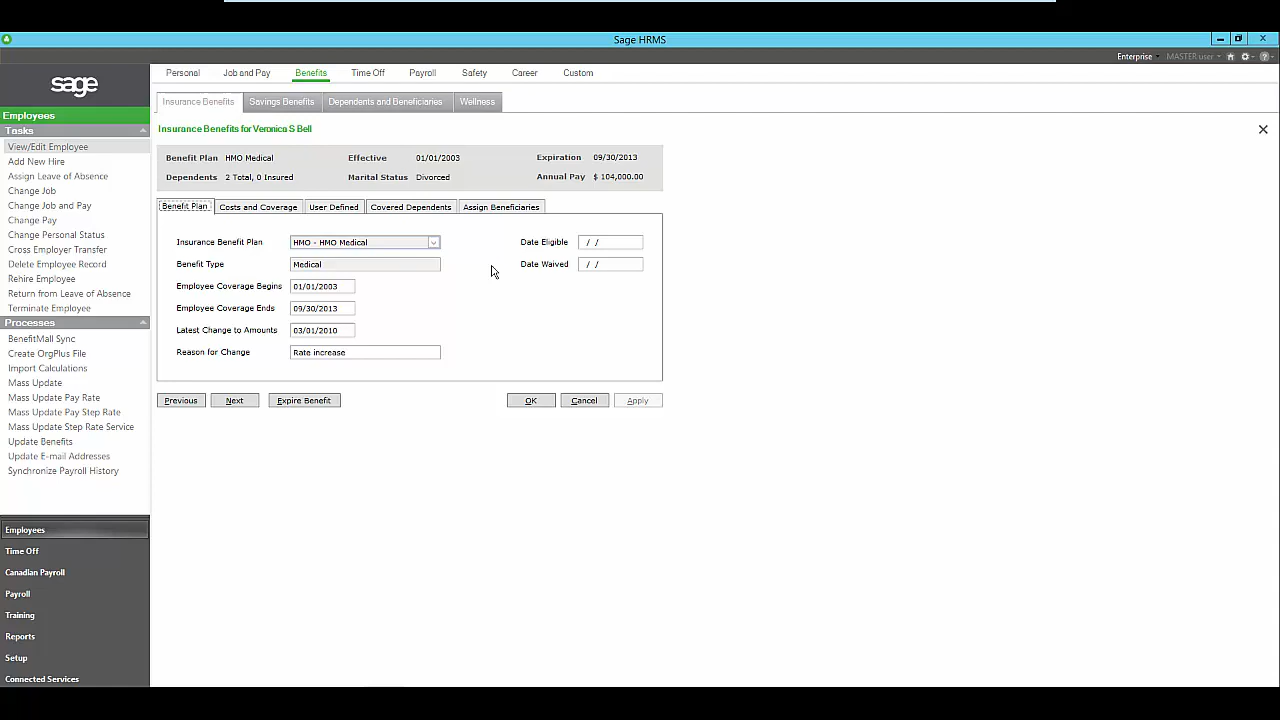 Sage HRMS
Enterprise MASTER user
sage
Personal Job and Pay Benefits Time Off Payroll Safety Career Custom
Insurance Benefits Savings Benefits Dependents and Beneficiaries Wellness
Employees
Tasks
View/Edit Employee
Add New Hire
Assign Leave of Absence
Change Job
Change Job and Pay
Change Pay
Change Personal Status
Cross Employer Transfer
Delete Employee Record
Rehire Employee
Return from Leave of Absence
Terminate Employee
Processes
BenefitMall Sync
Create OrgPlus File
Import Calculations
Mass Update
Mass Update Pay Rate
Mass Update Pay Step Rate
Mass Update Step Rate Service
Update Benefits
Update E-mail Addresses
Synchronize Payroll History
Employees
Time Off
Canadian Payroll
Payroll
Training
Reports
Setup
Connected Services
Insurance Benefits for Veronica S Bell
Benefit Plan HMO Medical Effective 01/01/2003 Expiration 09/30/2013
Dependents 2 Total, 0 Insured Marital Status Divorced Annual Pay $ 104,000.00
Benefit Plan Costs and Coverage User Defined Covered Dependents Assign Beneficiaries
Insurance Benefit Plan HMO - HMO Medical Date Eligible / /
Benefit Type Medical Date Waived / /
Employee Coverage Begins 01/01/2003
Employee Coverage Ends 09/30/2013
Latest Change to Amounts 03/01/2010
Reason for Change Rate increase
Previous Next Expire Benefit OK Cancel Apply